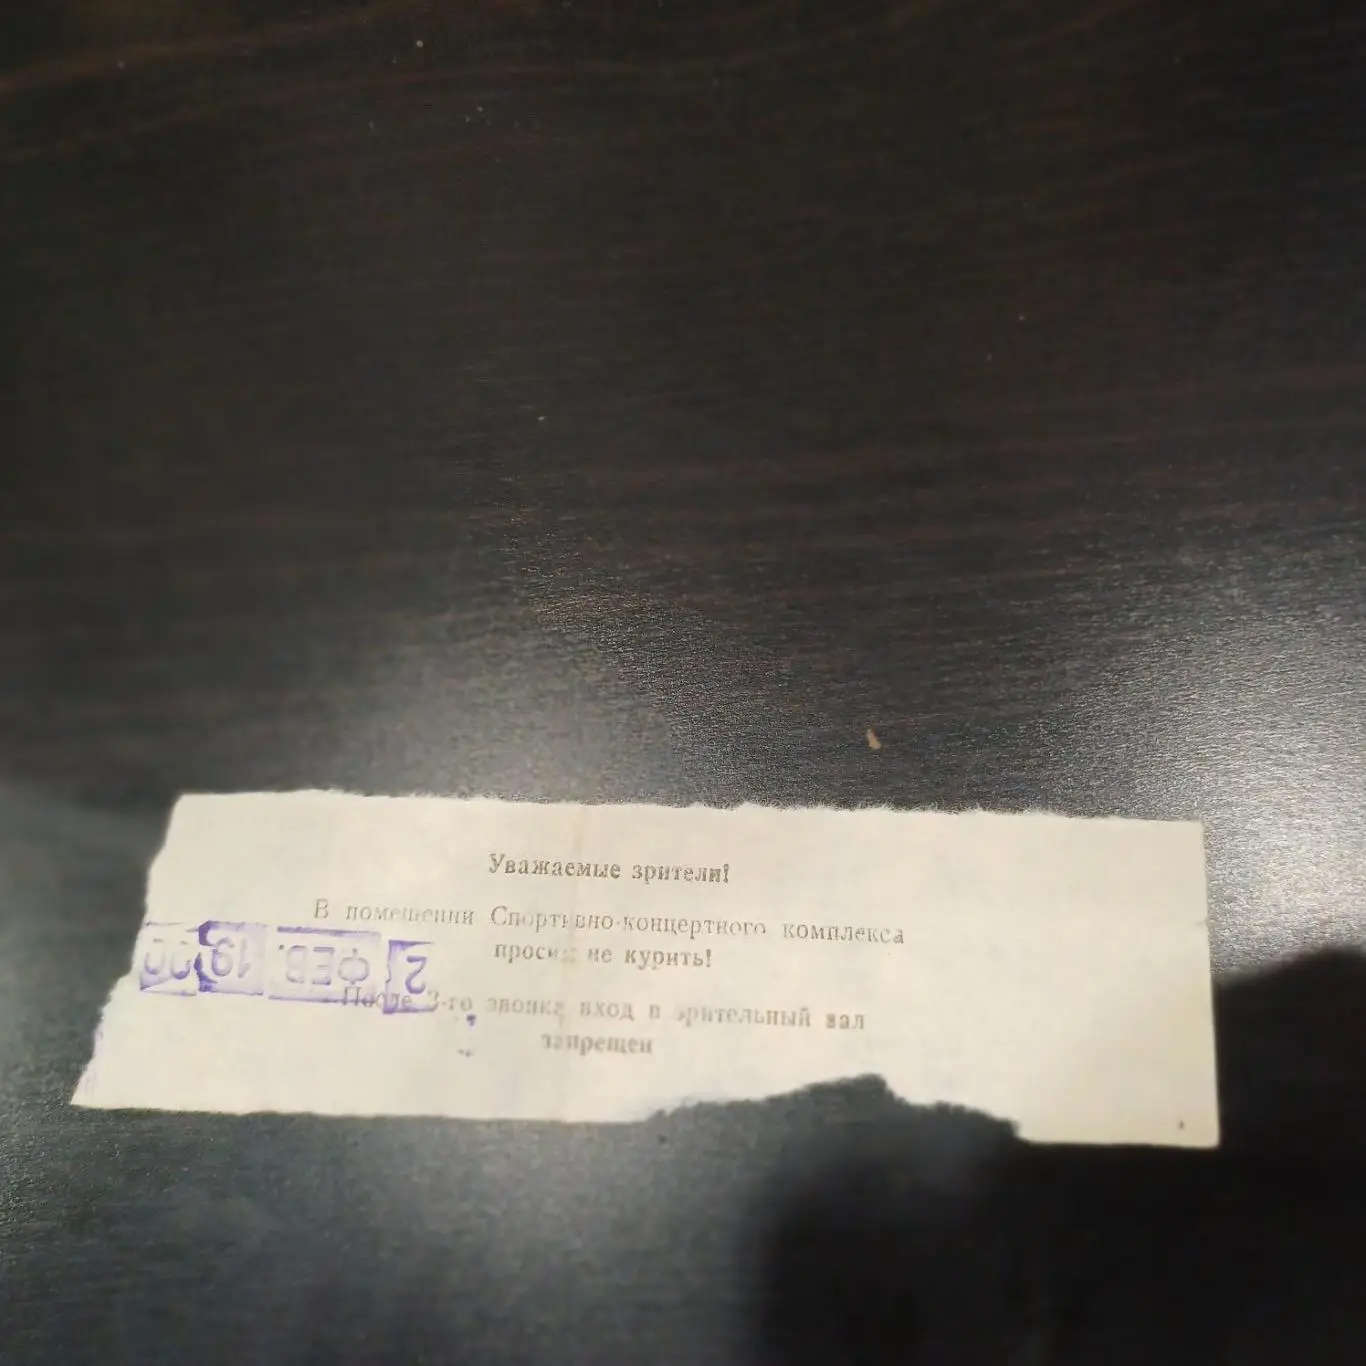 Уважаемые зрители!
В помещении Спортивно-концертного комплекса
просим не курить!
2 ФЕВ. 19
После 3-го звонка вход в зрительный зал
запрещен